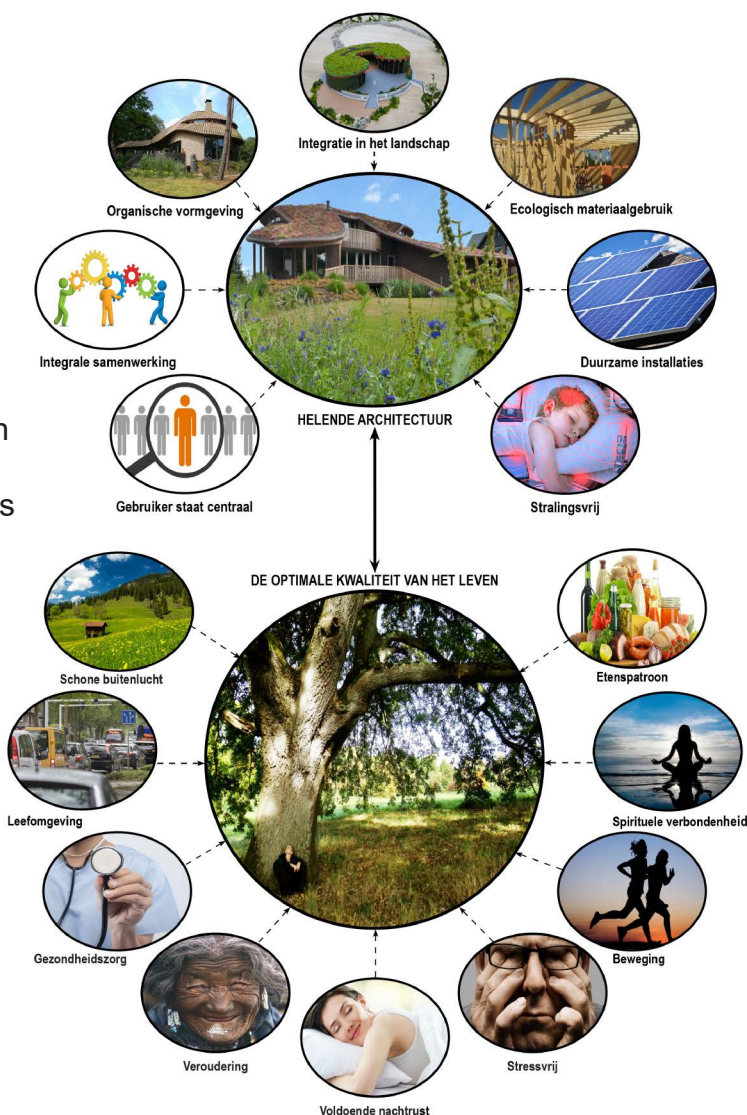 Integratie in het landschap
Organische vormgeving
Ecologisch materiaalgebruik
Integrale samenwerking
Duurzame installaties
HELENDE ARCHITECTUUR
n
Gebruiker staat centraal
Stralingsvrij
s
DE OPTIMALE KWALITEIT VAN HET LEVEN
Schone buitenlucht
Etenspatroon
Leefomgeving
Spirituele verbondenheid
Gezondheidszorg
Beweging
Veroudering
Stressvrij
Voldoende nachtrust